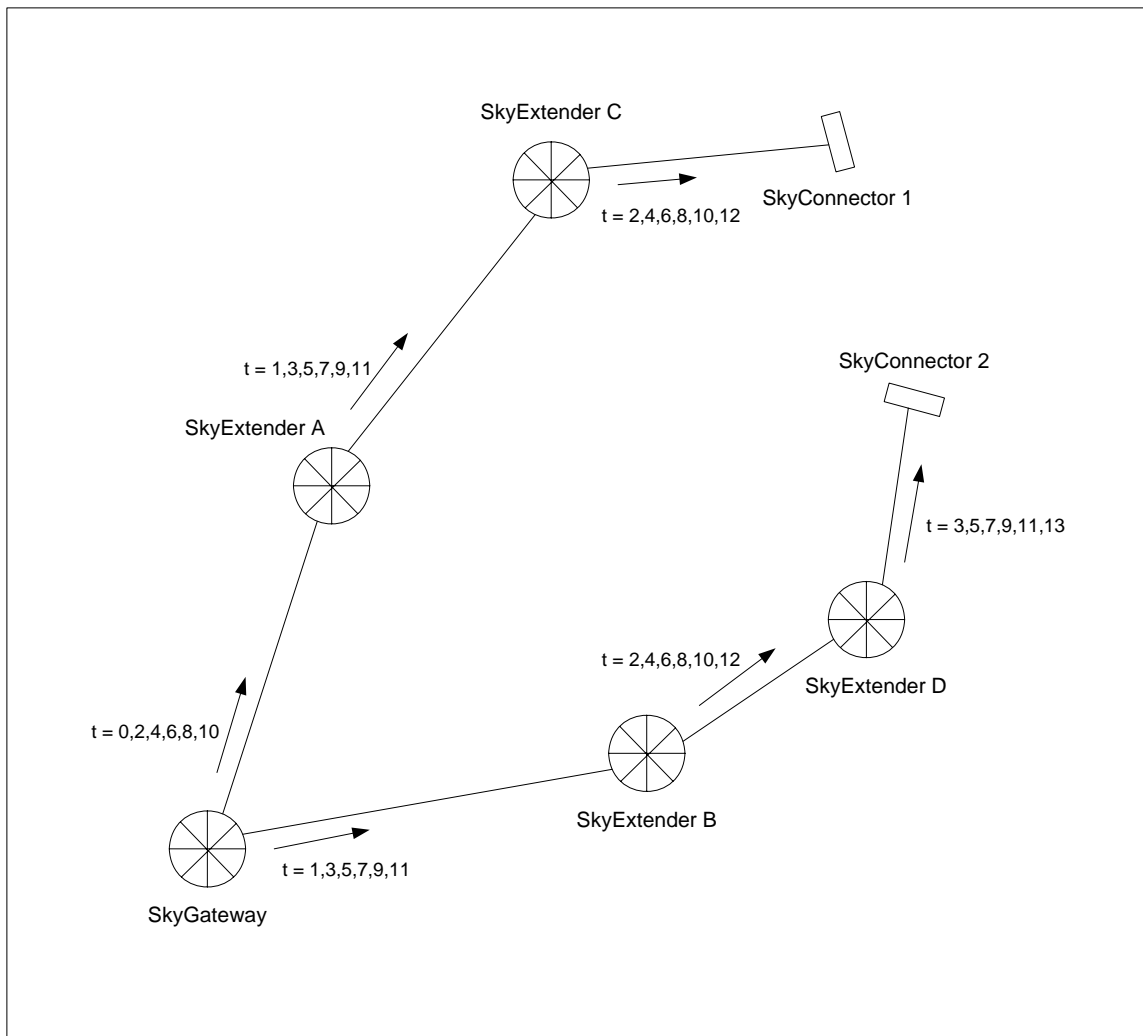 SkyExtender C
SkyConnector 1
t = 2,4,6,8,10,12
t = 1,3,5,7,9,11
SkyConnector 2
SkyExtender A
t = 3,5,7,9,11,13
t = 2,4,6,8,10,12
SkyExtender D
t = 0,2,4,6,8,10
SkyExtender B
t = 1,3,5,7,9,11
SkyGateway